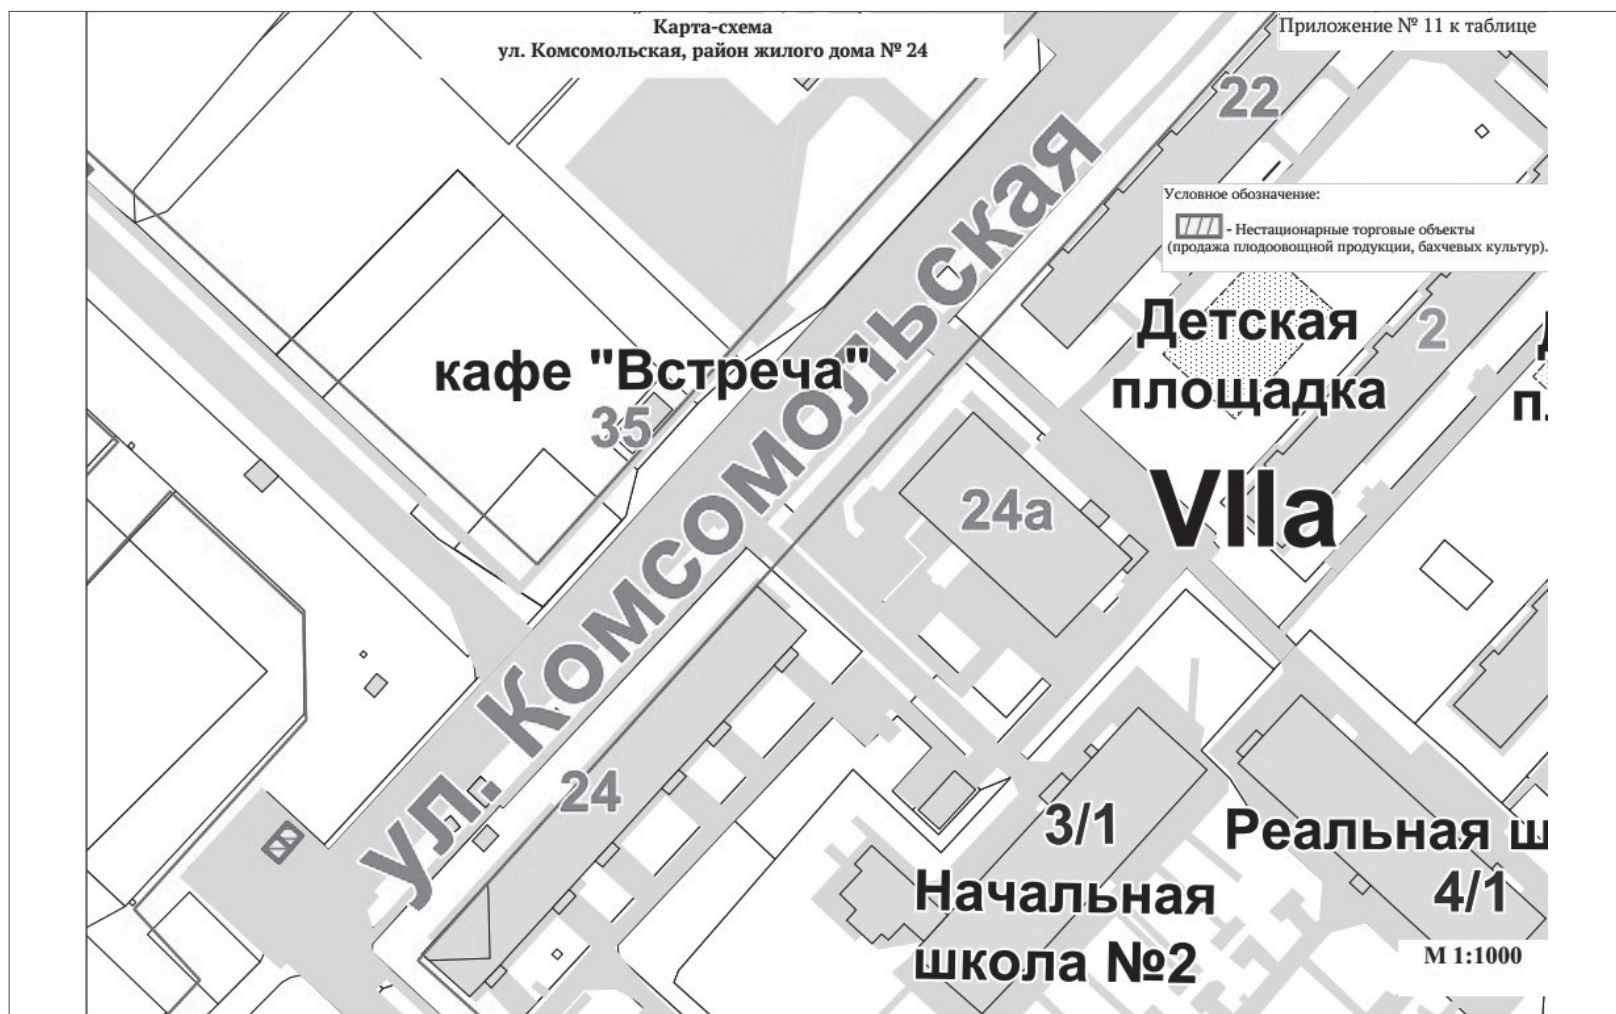 Карта-схема
ул. Комсомольская, район жилого дома № 24
Приложение № 11 к таблице
22
Условное обозначение:
- Нестационарные торговые объекты
(продажа плодоовощной продукции, бахчевых культур).
ул. Комсомольская
Детская
площадка
2
кафе "Встреча"
35
24а
VIIa
24
3/1
Начальная
школа №2
Реальная ш
4/1
М 1:1000